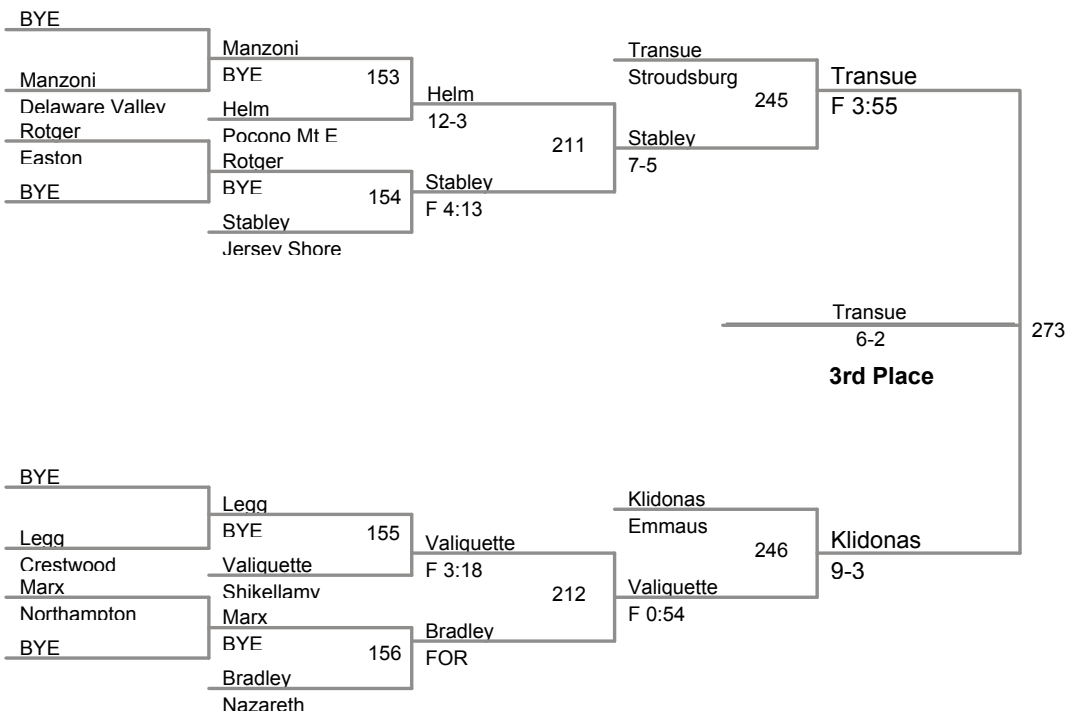 BYE
Manzoni
Delaware Valley
Rotger
Easton
BYE
Manzoni
BYE
153
Helm
Pocono Mt E
Rotger
BYE
154
Stabley
Jersey Shore
Helm
12-3
211
Stabley
F 4:13
Transue
Stroudsburg
245
Stabley
7-5
Transue
F 3:55
Transue
6-2
273
3rd Place
BYE
Legg
Crestwood
Marx
Northampton
BYE
Legg
BYE
155
Valiquette
Shikellamy
Marx
BYE
156
Bradley
Nazareth
Valiquette
F 3:18
212
Bradley
FOR
Klidonas
Emmaus
246
Valiquette
F 0:54
Klidonas
9-3